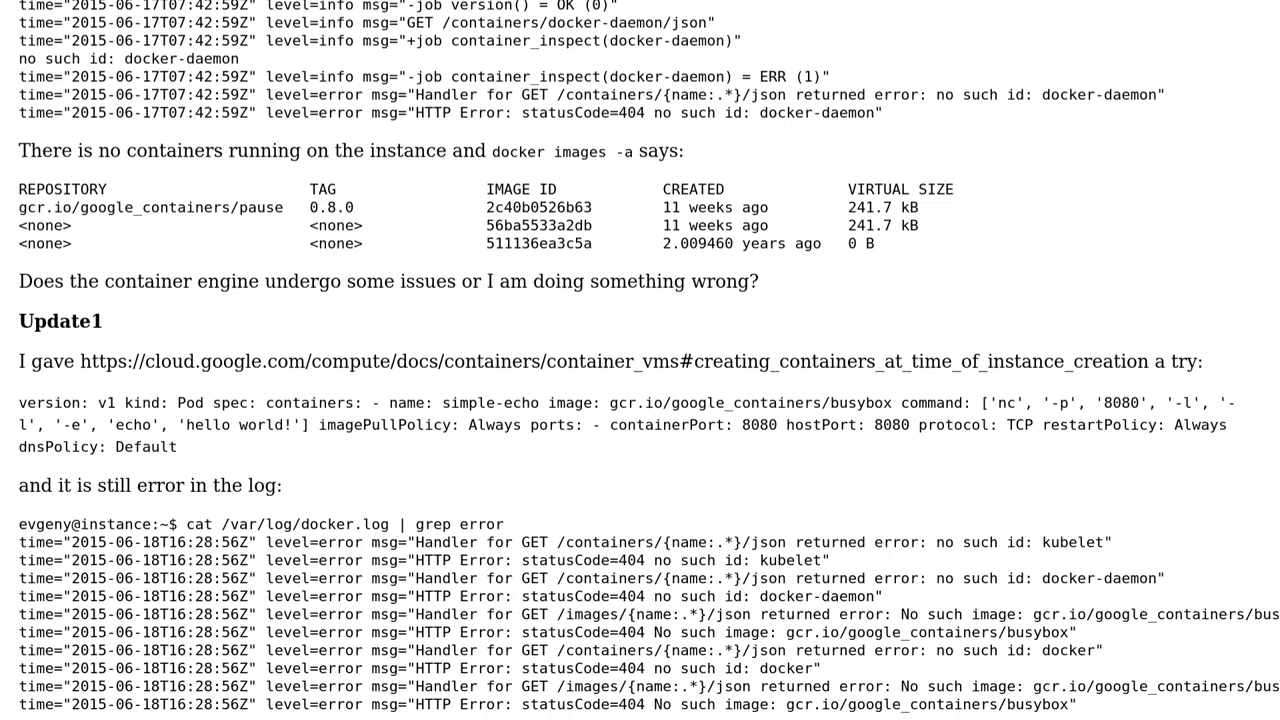 time="2015-06-17T07:42:59Z" level=info msg="-job version() = OK (0)"
time="2015-06-17T07:42:59Z" level=info msg="GET /containers/docker-daemon/json"
time="2015-06-17T07:42:59Z" level=info msg="+job container_inspect(docker-daemon)"
no such id: docker-daemon
time="2015-06-17T07:42:59Z" level=info msg="-job container_inspect(docker-daemon) = ERR (1)"
time="2015-06-17T07:42:59Z" level=error msg="Handler for GET /containers/{name:.*}/json returned error: no such id: docker-daemon"
time="2015-06-17T07:42:59Z" level=error msg="HTTP Error: statusCode=404 no such id: docker-daemon"
There is no containers running on the instance and docker images -a says:
REPOSITORY TAG IMAGE ID CREATED VIRTUAL SIZE
gcr.io/google_containers/pause 0.8.0 2c40b0526b63 11 weeks ago 241.7 kB
<none> <none> 56ba5533a2db 11 weeks ago 241.7 kB
<none> <none> 511136ea3c5a 2.009460 years ago 0 B
Does the container engine undergo some issues or I am doing something wrong?
Update1
I gave https://cloud.google.com/compute/docs/containers/container_vms#creating_containers_at_time_of_instance_creation a try:
version: v1 kind: Pod spec: containers: - name: simple-echo image: gcr.io/google_containers/busybox command: ['nc', '-p', '8080', '-l', '-
l', '-e', 'echo', 'hello world!'] imagePullPolicy: Always ports: - containerPort: 8080 hostPort: 8080 protocol: TCP restartPolicy: Always
dnsPolicy: Default
and it is still error in the log:
evgeny@instance:~$ cat /var/log/docker.log | grep error
time="2015-06-18T16:28:56Z" level=error msg="Handler for GET /containers/{name:.*}/json returned error: no such id: kubelet"
time="2015-06-18T16:28:56Z" level=error msg="HTTP Error: statusCode=404 no such id: kubelet"
time="2015-06-18T16:28:56Z" level=error msg="Handler for GET /containers/{name:.*}/json returned error: no such id: docker-daemon"
time="2015-06-18T16:28:56Z" level=error msg="HTTP Error: statusCode=404 no such id: docker-daemon"
time="2015-06-18T16:28:56Z" level=error msg="Handler for GET /images/{name:.*}/json returned error: No such image: gcr.io/google_containers/bus
time="2015-06-18T16:28:56Z" level=error msg="HTTP Error: statusCode=404 No such image: gcr.io/google_containers/busybox"
time="2015-06-18T16:28:56Z" level=error msg="Handler for GET /containers/{name:.*}/json returned error: no such id: docker"
time="2015-06-18T16:28:56Z" level=error msg="HTTP Error: statusCode=404 no such id: docker"
time="2015-06-18T16:28:56Z" level=error msg="Handler for GET /images/{name:.*}/json returned error: No such image: gcr.io/google_containers/bus
time="2015-06-18T16:28:56Z" level=error msg="HTTP Error: statusCode=404 No such image: gcr.io/google_containers/busybox"